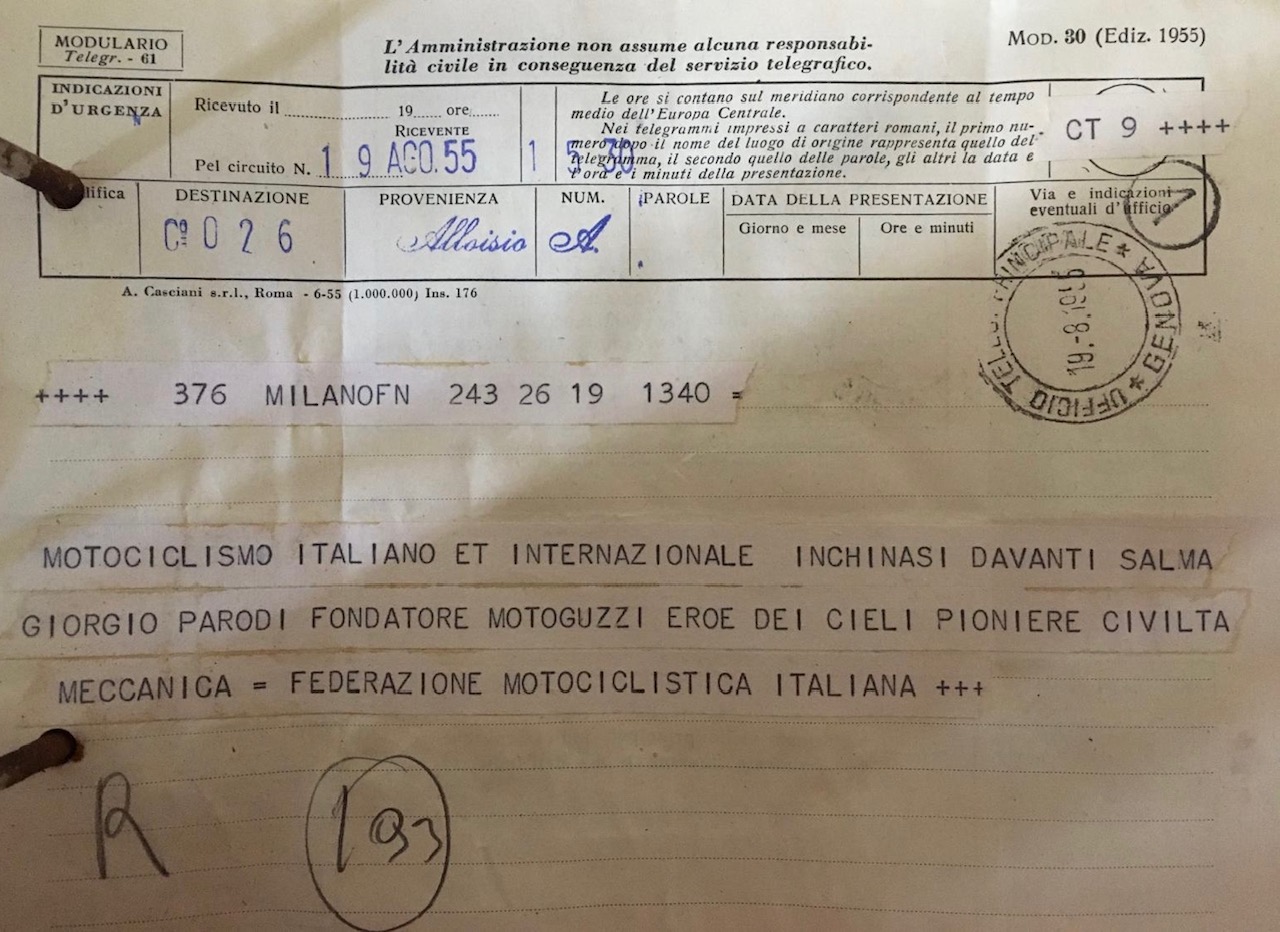 MODULARIO
Telegr. - 61
L'Amministrazione non assume alcuna responsabi-
lità civile in conseguenza del servizio telegrafico.
MOD. 30 (Ediz. 1955)
INDICAZIONI
D'URGENZA
Ricevuto il 19 ore
RICEVENTE
Pel circuito N.
19 AGO.55 15 30
Le ore si contano sul meridiano corrispondente al tempo
medio dell'Europa Centrale.
Nei telegrammi impressi a caratteri romani, il primo nu-
mero dopo il nome del luogo di origine rappresenta quello del
telegramma, il secondo quello delle parole, gli altri la data e
l'ora e i minuti della presentazione.
CT 9 ++++
lifica
DESTINAZIONE
Co 026
PROVENIENZA
Alloisio
NUM.
A.
PAROLE
DATA DELLA PRESENTAZIONE
Giorno e mese
Ore e minuti
Via e indicazioni
eventuali d'ufficio
A. Casciani s.r.l., Roma - 6-55 (1.000.000) Ins. 176
GENOVA
UFFICIO
19.8.1955
++++ 376 MILANOFN 243 26 19 1340 =
MOTOCICLISMO ITALIANO ET INTERNAZIONALE INCHINASI DAVANTI SALMA
GIORGIO PARODI FONDATORE MOTOGUZZI EROE DEI CIELI PIONIERE CIVILTA
MECCANICA = FEDERAZIONE MOTOCICLISTICA ITALIANA +++
R
193